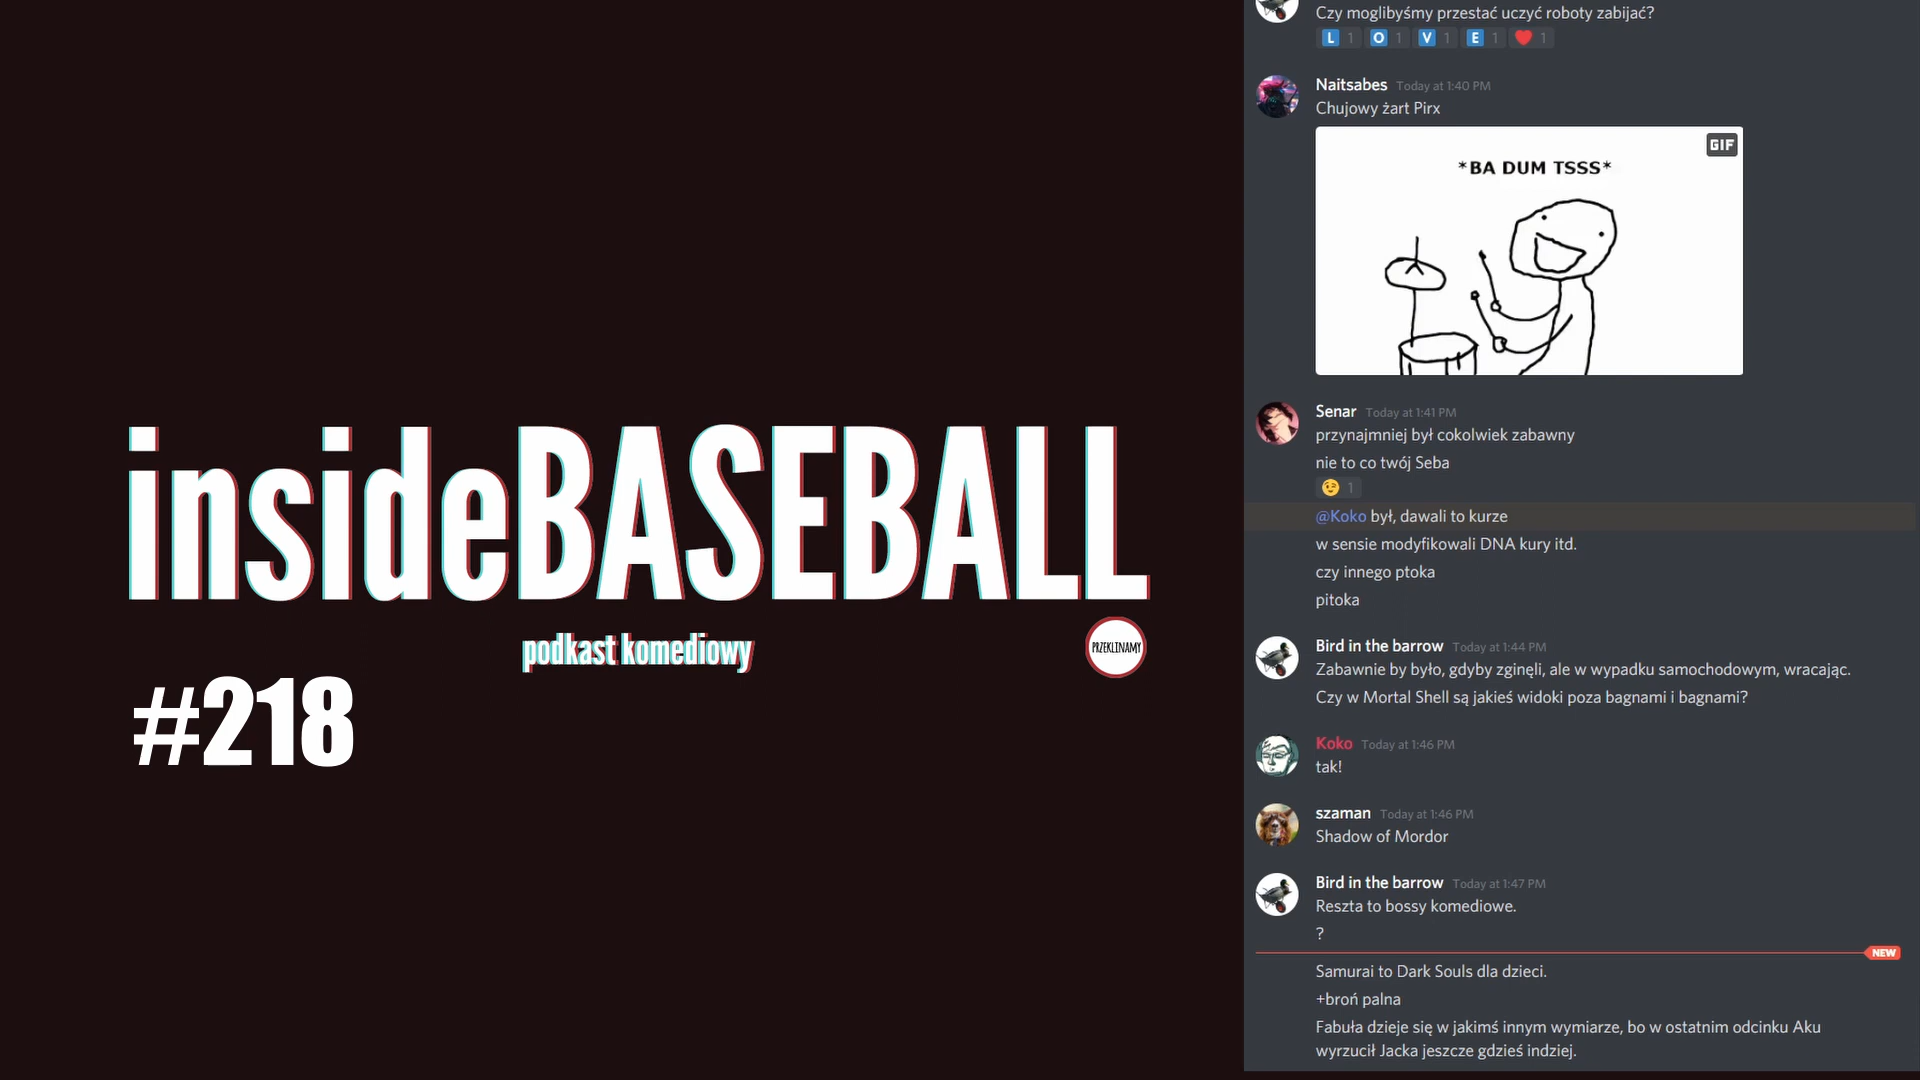 insideBASEBALL
podkast komediowy
PRZEKLINAMY
#218
Czy moglibyśmy przestać uczyć roboty zabijać?
L 1 O 1 V 1 E 1 ❤️ 1
Naitsabes Today at 1:40 PM
Chujowy żart Pirx
GIF
*BA DUM TSSS*
Senar Today at 1:41 PM
przynajmniej był cokolwiek zabawny
nie to co twój Seba
😉 1
@Koko był, dawali to kurze
w sensie modyfikowali DNA kury itd.
czy innego ptoka
pitoka
Bird in the barrow Today at 1:44 PM
Zabawnie by było, gdyby zginęli, ale w wypadku samochodowym, wracając.
Czy w Mortal Shell są jakieś widoki poza bagnami i bagnami?
Koko Today at 1:46 PM
tak!
szaman Today at 1:46 PM
Shadow of Mordor
Bird in the barrow Today at 1:47 PM
Reszta to bossy komediowe.
?
NEW
Samurai to Dark Souls dla dzieci.
+broń palna
Fabuła dzieje się w jakimś innym wymiarze, bo w ostatnim odcinku Aku
wyrzucił Jacka jeszcze gdzieś indziej.